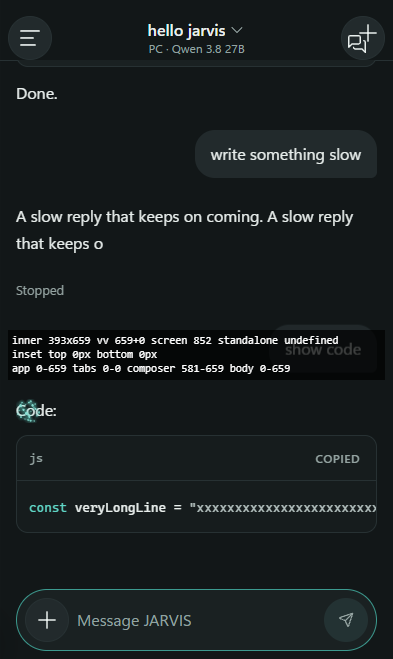 hello jarvis
PC · Qwen 3.8 27B
Done.
write something slow
A slow reply that keeps on coming. A slow reply
that keeps o
Stopped
inner 393x659 vv 659+0 screen 852 standalone undefined
inset top 0px bottom 0px
app 0-659 tabs 0-0 composer 581-659 body 0-659
show code
Code:
js
COPIED
const veryLongLine = "xxxxxxxxxxxxxxxxxxxxxxxx
Message JARVIS